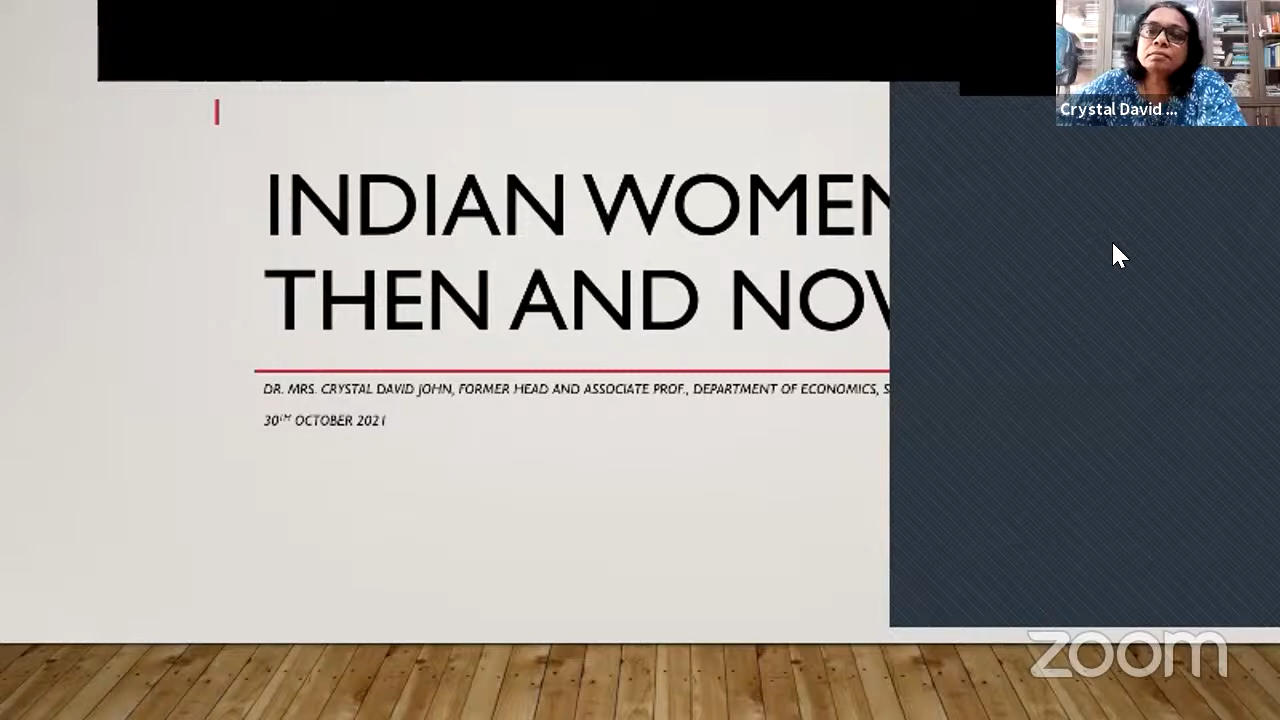 Crystal David ...
INDIAN WOMEN
THEN AND NOW
DR. MRS. CRYSTAL DAVID JOHN, FORMER HEAD AND ASSOCIATE PROF., DEPARTMENT OF ECONOMICS, S
30TH OCTOBER 2021
zoom